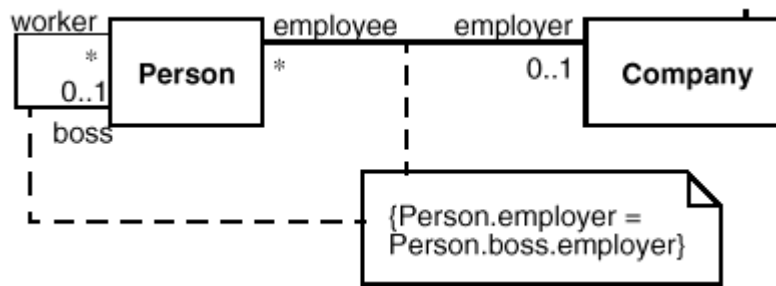 worker
employee
employer
*
Person
*
0..1
Company
0..1
boss
{Person.employer =
Person.boss.employer}